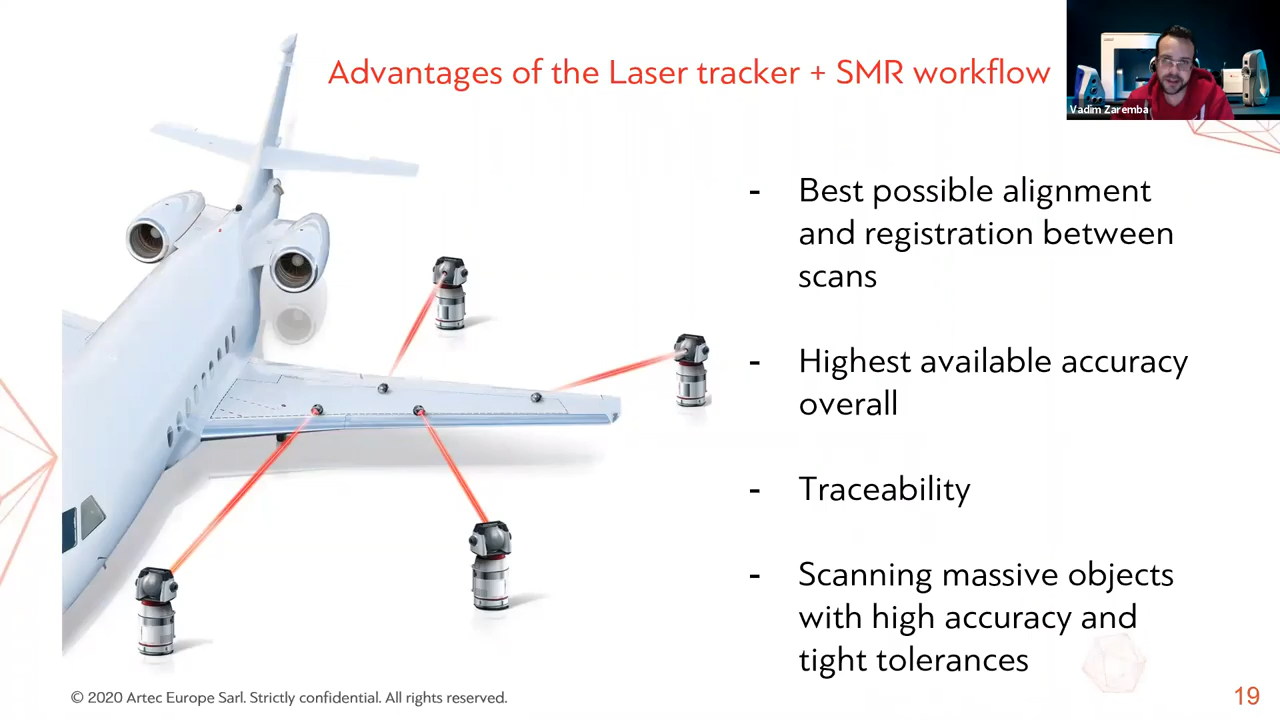 Advantages of the Laser tracker + SMR workflow
Vadim Zaremba
- Best possible alignment
and registration between
scans
- Highest available accuracy
overall
- Traceability
- Scanning massive objects
with high accuracy and
tight tolerances
© 2020 Artec Europe Sarl. Strictly confidential. All rights reserved.
19